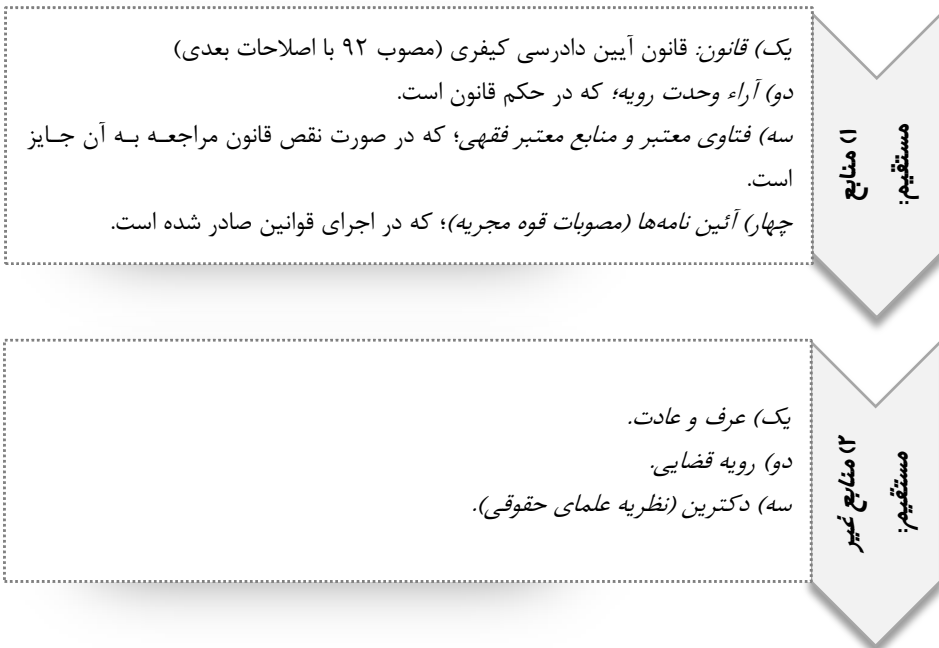 ۱) منابع
مستقیم:
یک) قانون: قانون آیین دادرسی کیفری (مصوب ۹۲ با اصلاحات بعدی)
دو) آراء وحدت رویه؛ که در حکم قانون است.
سه) فتاوی معتبر و منابع معتبر فقهی؛ که در صورت نقص قانون مراجعه به آن جایز
است.
چهار) آئین نامه‌ها (مصوبات قوه مجریه)؛ که در اجرای قوانین صادر شده است.
۲) منابع غیر
مستقیم:
یک) عرف و عادت.
دو) رویه قضایی.
سه) دکترین (نظریه علمای حقوقی).